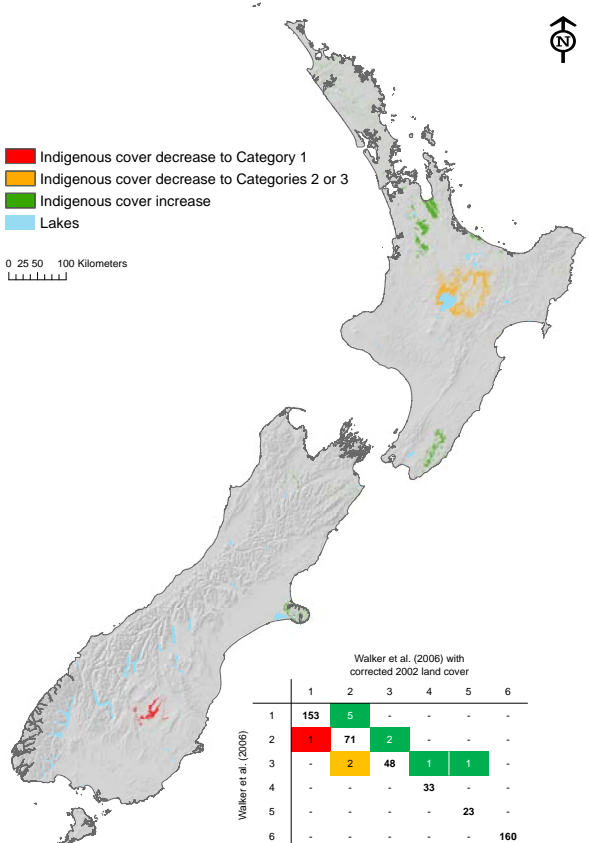 N
Indigenous cover decrease to Category 1
Indigenous cover decrease to Categories 2 or 3
Indigenous cover increase
Lakes
0 25 50 100 Kilometers
Walker et al. (2006) with
corrected 2002 land cover
1 2 3 4 5 6
Walker et al. (2006)
1 153 5 - - - -
2 1 71 2 - - -
3 - 2 48 1 1 -
4 - - - 33 - -
5 - - - - 23 -
6 - - - - - 160